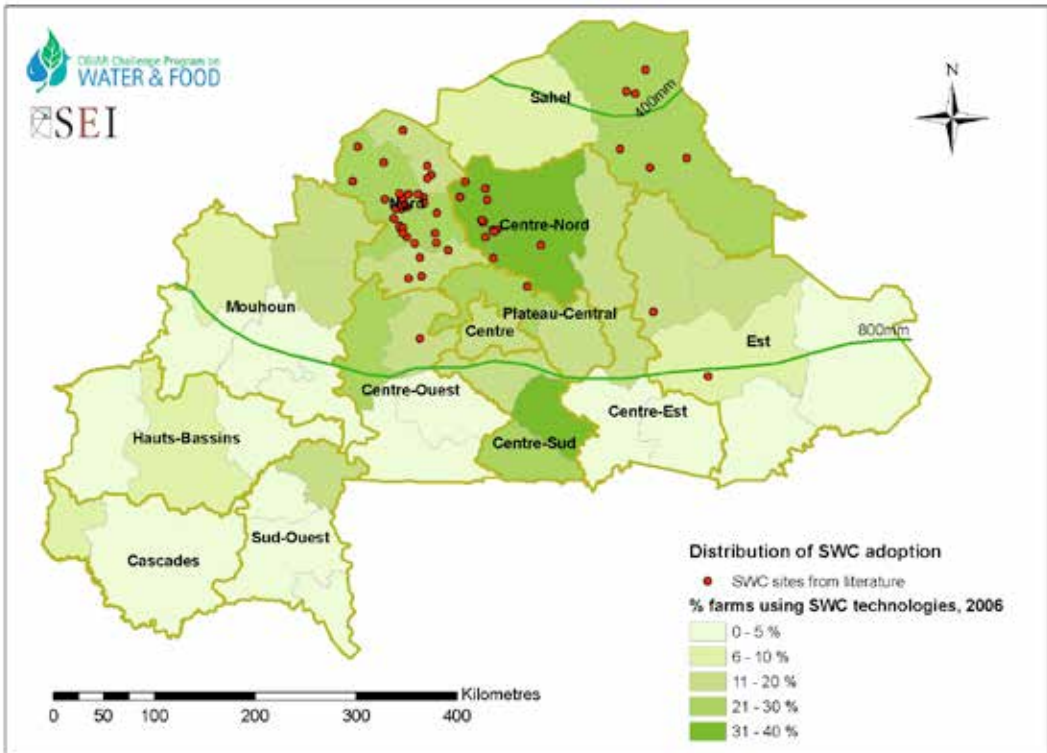 CGIAR Challenge Program on
WATER & FOOD
SEI
N
Sahel
400mm
Nord
Centre-Nord
Mouhoun
Plateau-Central
Centre
Est
800mm
Centre-Ouest
Centre-Est
Hauts-Bassins
Centre-Sud
Sud-Ouest
Cascades
Distribution of SWC adoption
SWC sites from literature
% farms using SWC technologies, 2006
0 - 5 %
6 - 10 %
11 - 20 %
21 - 30 %
31 - 40 %
Kilometres
0 50 100 200 300 400